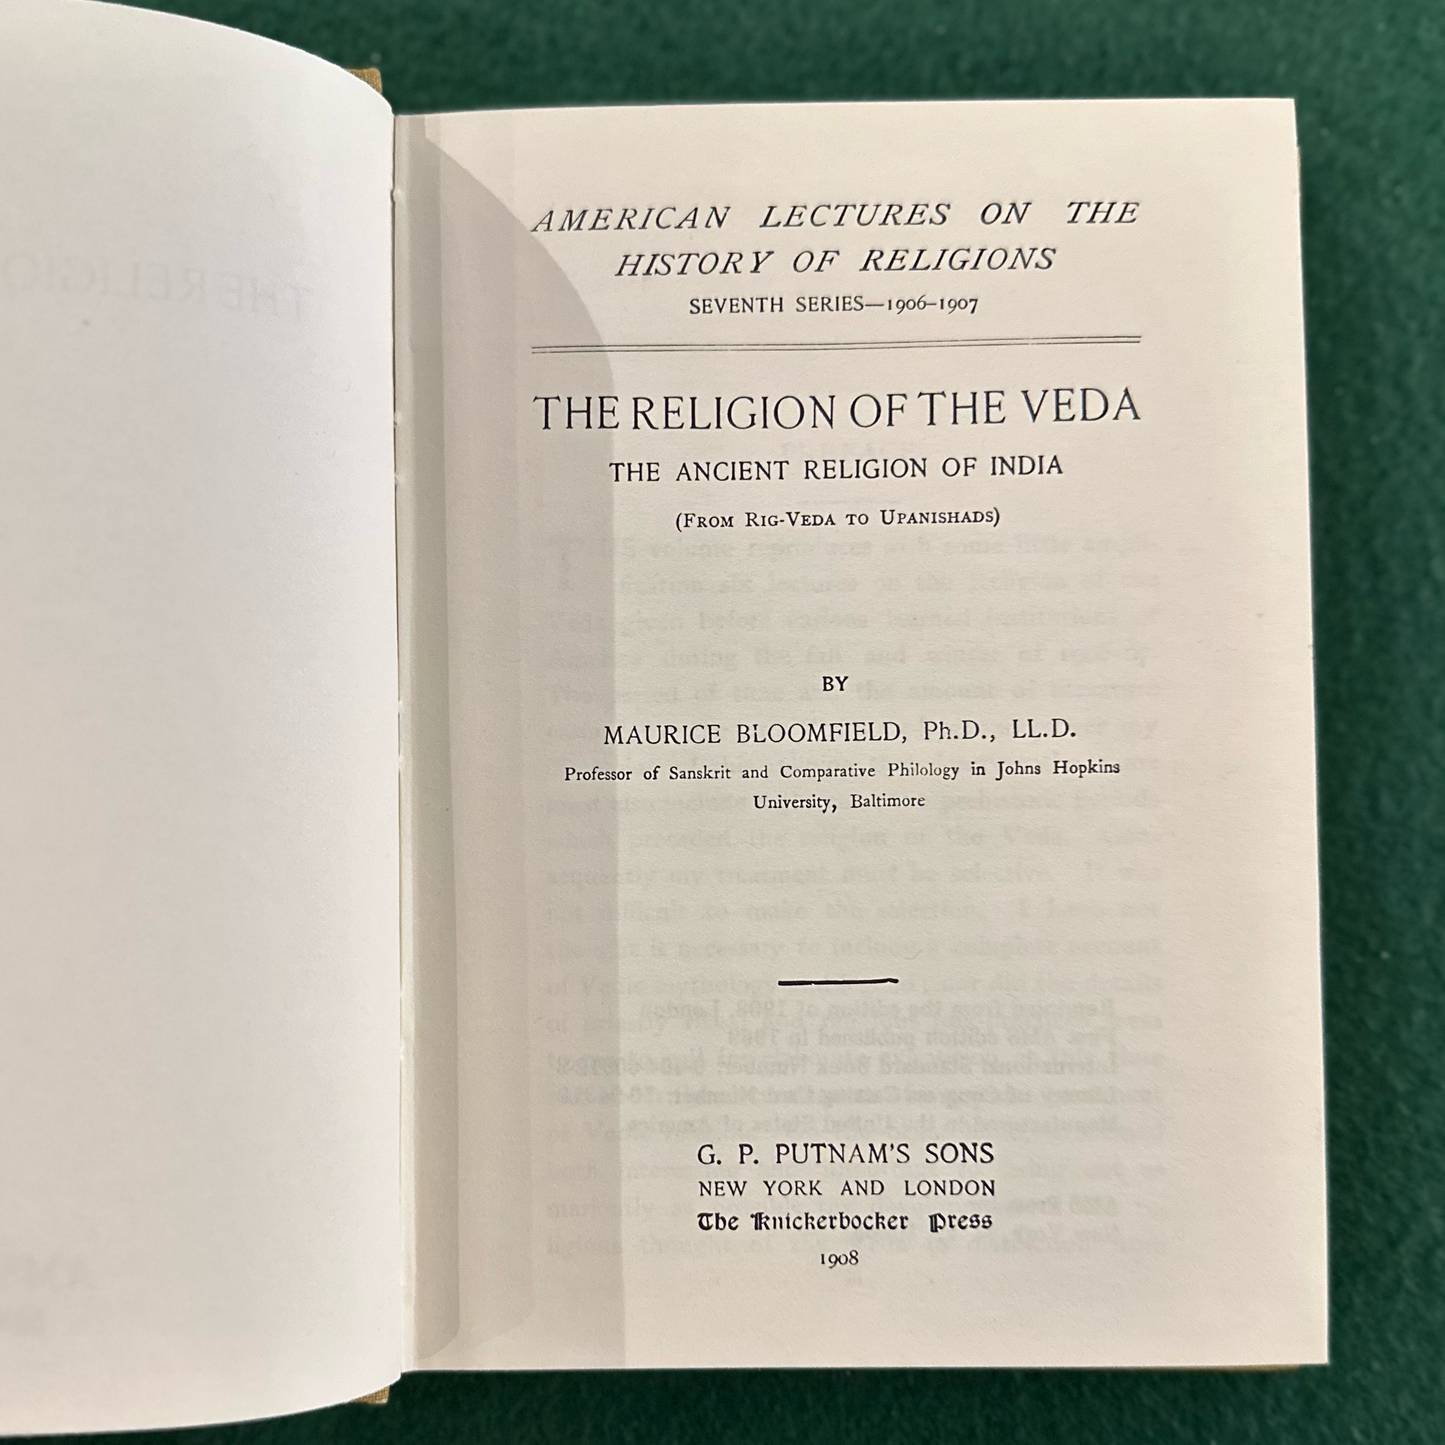 AMERICAN LECTURES ON THE
HISTORY OF RELIGIONS
SEVENTH SERIES—1906–1907
THE RELIGION OF THE VEDA
THE ANCIENT RELIGION OF INDIA
(FROM RIG-VEDA TO UPANISHADS)
BY
MAURICE BLOOMFIELD, Ph.D., LL.D.
Professor of Sanskrit and Comparative Philology in Johns Hopkins
University, Baltimore
G. P. PUTNAM'S SONS
NEW YORK AND LONDON
The Knickerbocker Press
1908